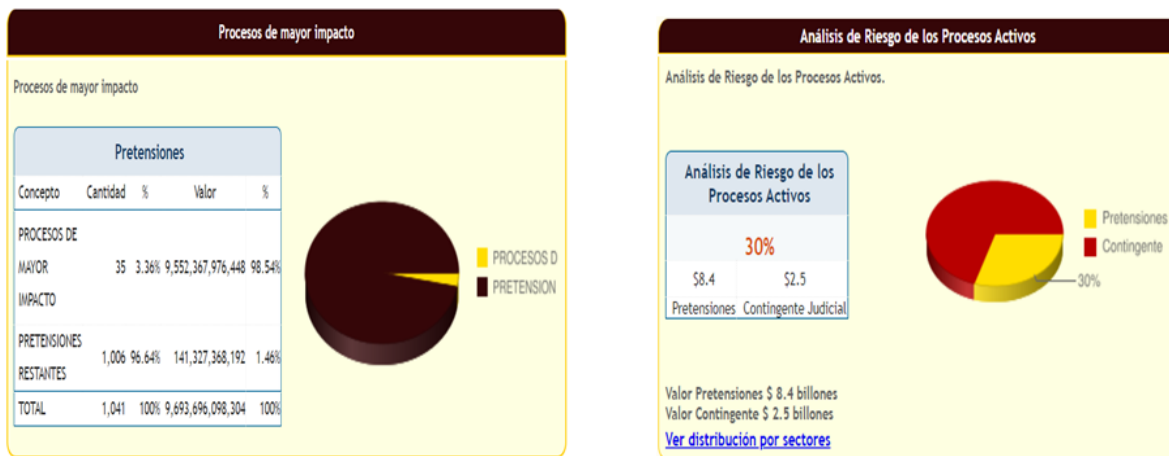 Procesos de mayor impacto
Procesos de mayor impacto
Pretensiones
Concepto Cantidad % Valor %
PROCESOS DE
MAYOR 35 3.36% 9,552,367,976,448 98.54%
IMPACTO
PRETENSIONES
1,006 96.64% 141,327,368,192 1.46%
RESTANTES
TOTAL 1,041 100% 9,693,696,098,304 100%
PROCESOS D
PRETENSION
Análisis de Riesgo de los Procesos Activos
Análisis de Riesgo de los Procesos Activos.
Análisis de Riesgo de los
Procesos Activos
30%
$8.4 $2.5
Pretensiones Contingente Judicial
Pretensiones
Contingente
30%
Valor Pretensiones $ 8.4 billones
Valor Contingente $ 2.5 billones
Ver distribución por sectores